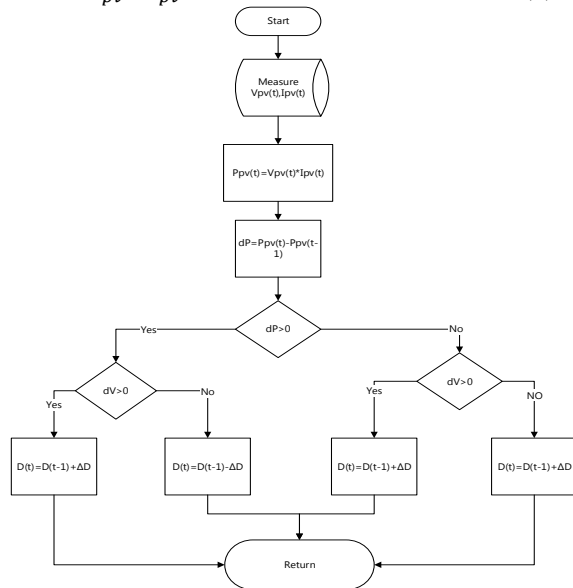 Start
Measure
Vpv(t),Ipv(t)
Ppv(t)=Vpv(t)*Ipv(t)
dP=Ppv(t)-Ppv(t-
1)
dP>0
Yes
No
dV>0
dV>0
Yes
No
Yes
NO
D(t)=D(t-1)+ΔD
D(t)=D(t-1)-ΔD
D(t)=D(t-1)+ΔD
D(t)=D(t-1)+ΔD
Return